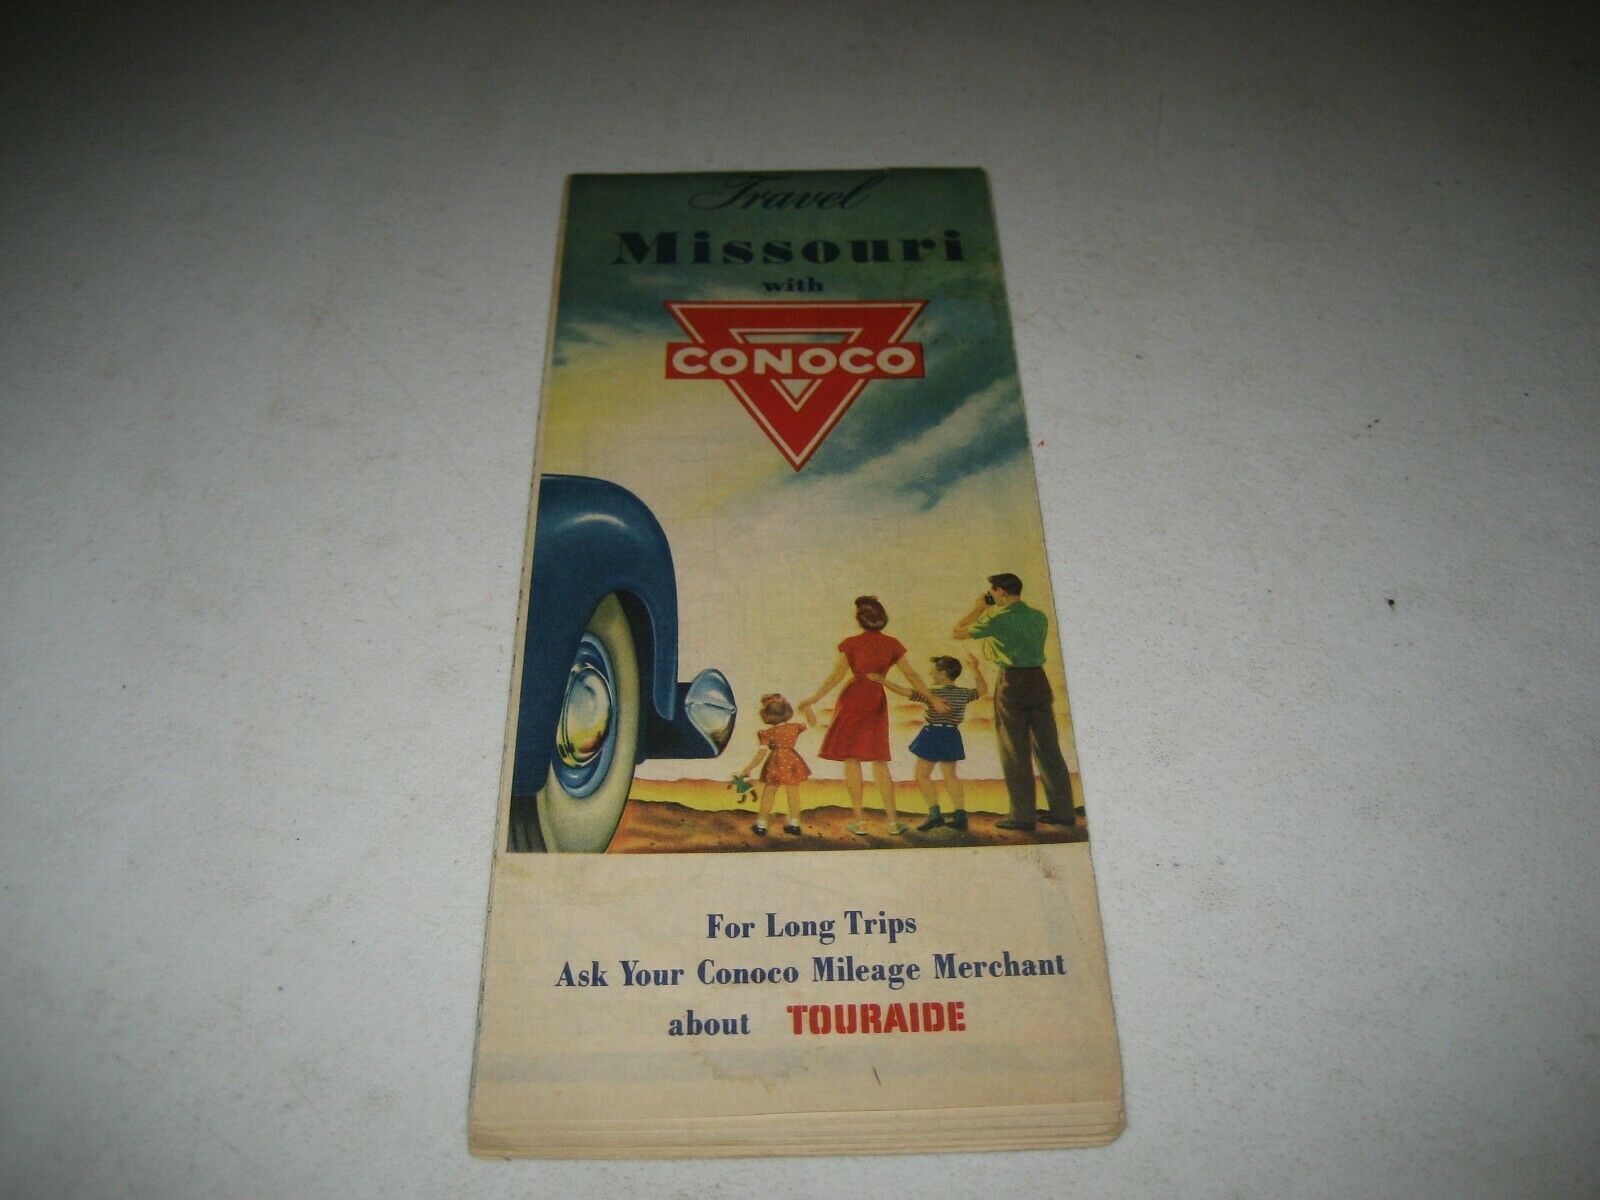 Travel
Missouri
with
CONOCO
For Long Trips
Ask Your Conoco Mileage Merchant
about TOURAIDE